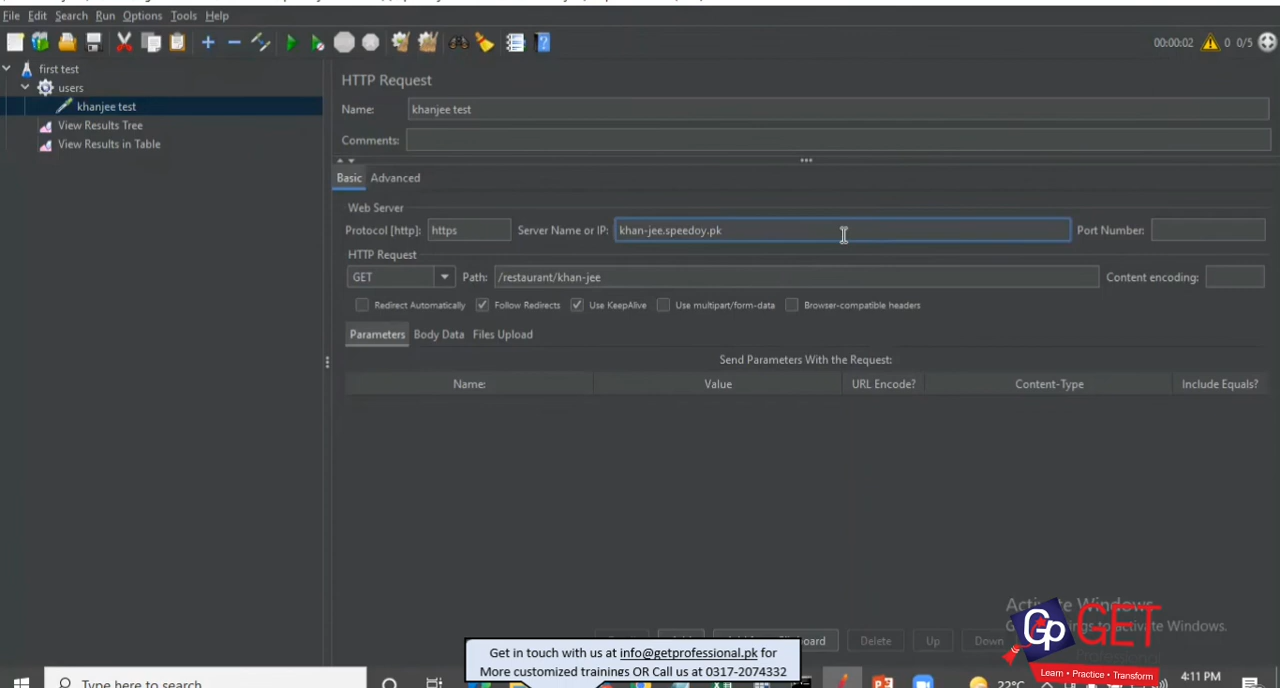 File Edit Search Run Options Tools Help
00:00:02 0 0/5
first test
users
khanjee test
View Results Tree
View Results in Table
HTTP Request
Name: khanjee test
Comments:
Basic Advanced
Web Server
Protocol [http]: https Server Name or IP: khan-jee.speedoy.pk Port Number:
HTTP Request
GET Path: /restaurant/khan-jee Content encoding:
Redirect Automatically Follow Redirects Use KeepAlive Use multipart/form-data Browser-compatible headers
Parameters Body Data Files Upload
Send Parameters With the Request:
Name: Value URL Encode? Content-Type Include Equals?
Delete Up Down
Activate Windows
to activate Windows.
Gp GET
Professional
Learn • Practice • Transform
Get in touch with us at info@getprofessional.pk for
More customized trainings OR Call us at 0317-2074332
Type here to search
22°C
4:11 PM